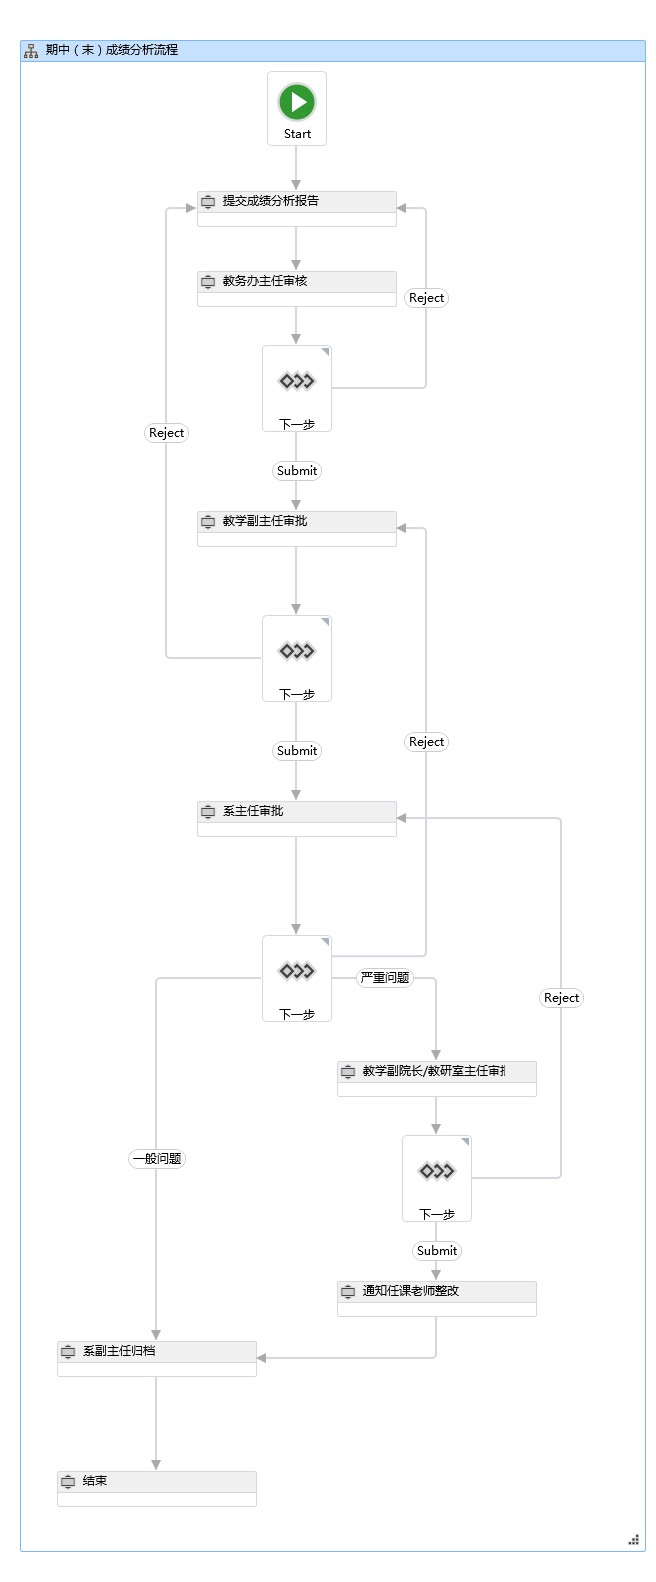 期中（末）成绩分析流程
Start
提交成绩分析报告
教务办主任审核
Reject
下一步
Reject
Submit
教学副主任审批
下一步
Reject
Submit
系主任审批
下一步
严重问题
Reject
教学副院长/教研室主任审批
一般问题
下一步
Submit
通知任课老师整改
系副主任归档
结束